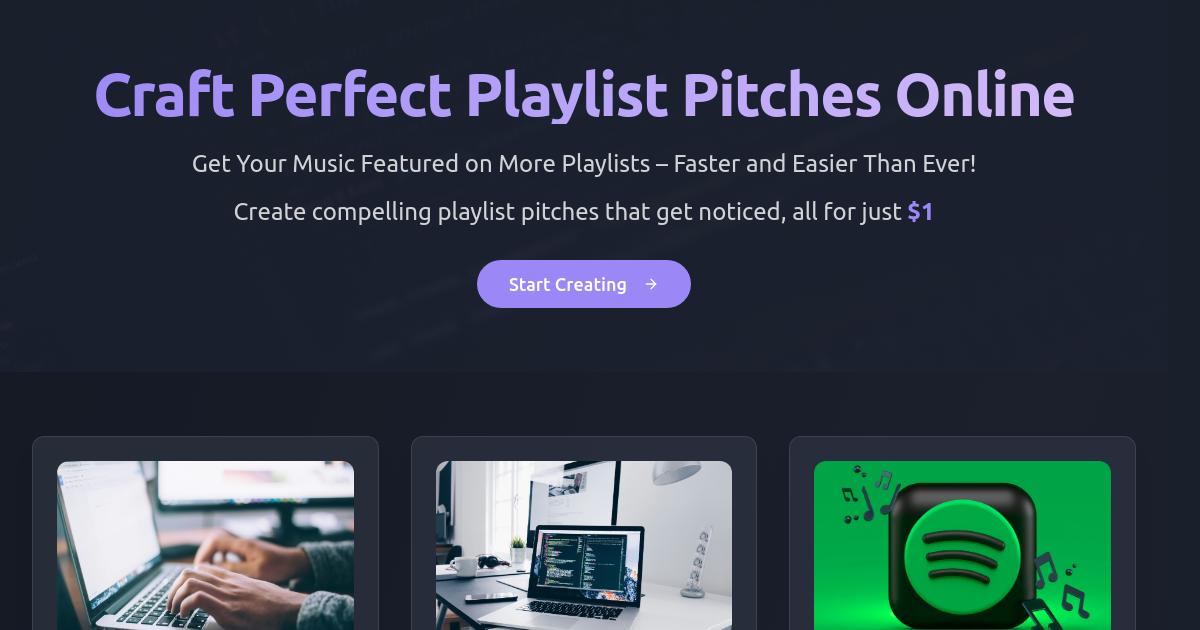 Craft Perfect Playlist Pitches Online
Get Your Music Featured on More Playlists – Faster and Easier Than Ever!
Create compelling playlist pitches that get noticed, all for just $1
Start Creating →